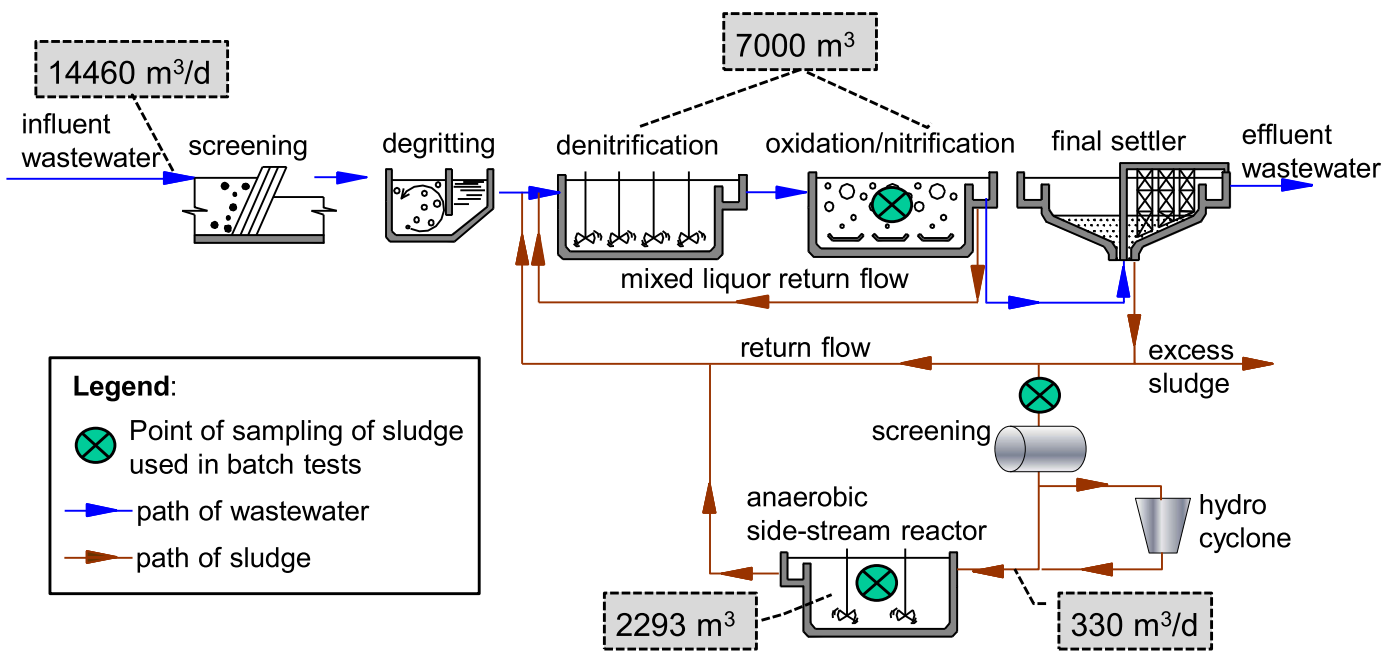 7000 m³
14460 m³/d
influent
wastewater
screening
degritting
denitrification
oxidation/nitrification
final settler
effluent
wastewater
mixed liquor return flow
return flow
excess
sludge
Legend:
Point of sampling of sludge
used in batch tests
path of wastewater
path of sludge
screening
anaerobic
side-stream reactor
hydro
cyclone
2293 m³
330 m³/d